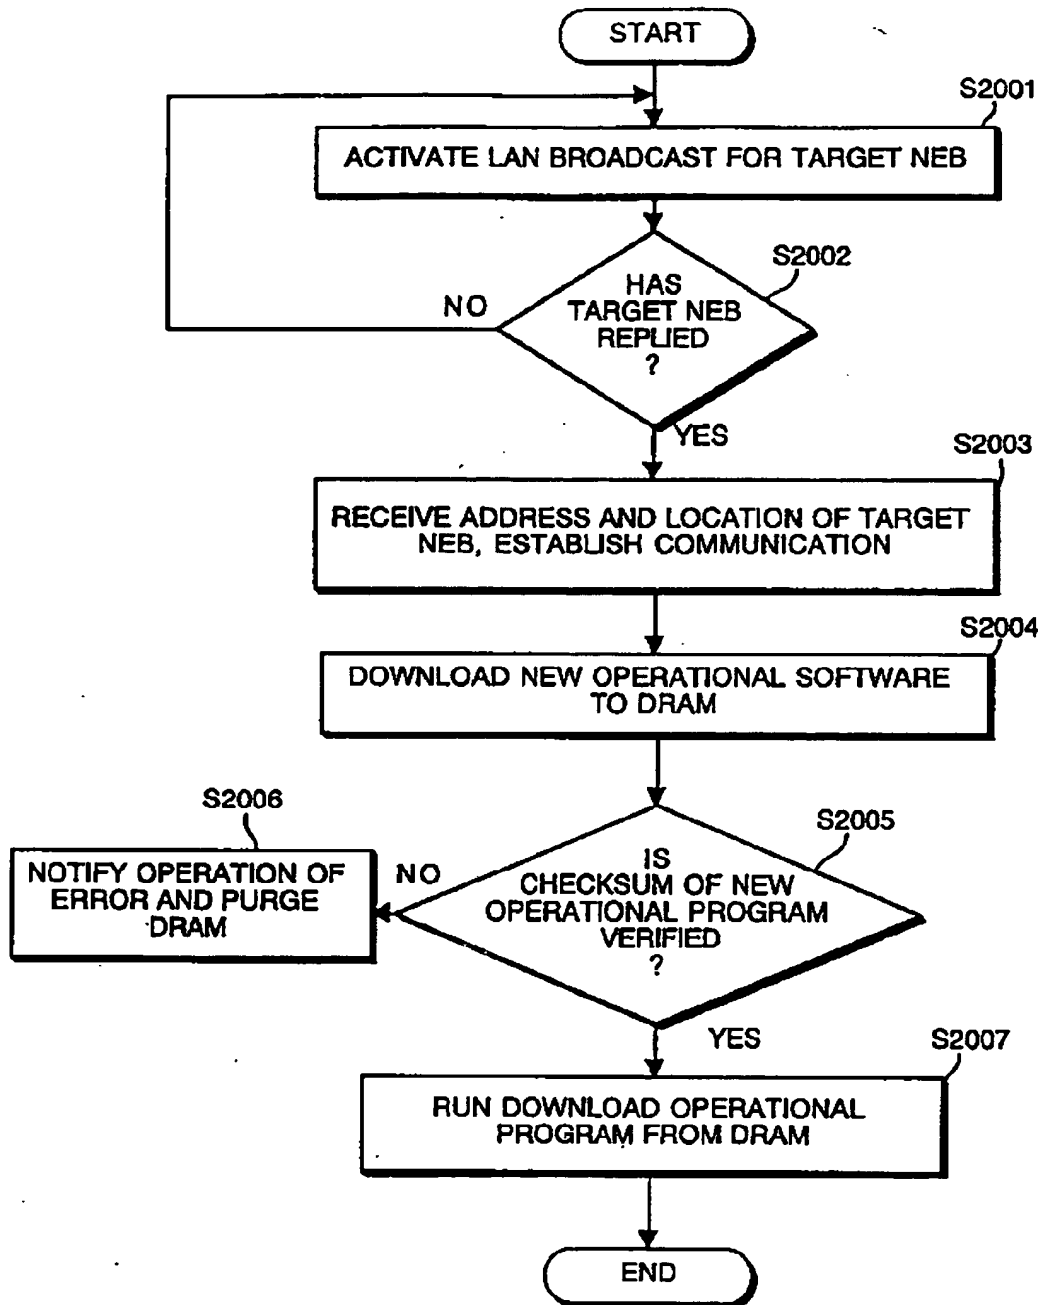 START
S2001
ACTIVATE LAN BROADCAST FOR TARGET NEB
S2002
HAS
TARGET NEB
REPLIED
?
NO
YES
S2003
RECEIVE ADDRESS AND LOCATION OF TARGET
NEB, ESTABLISH COMMUNICATION
S2004
DOWNLOAD NEW OPERATIONAL SOFTWARE
TO DRAM
S2005
IS
CHECKSUM OF NEW
OPERATIONAL PROGRAM
VERIFIED
?
NO
S2006
NOTIFY OPERATION OF
ERROR AND PURGE
DRAM
YES
S2007
RUN DOWNLOAD OPERATIONAL
PROGRAM FROM DRAM
END